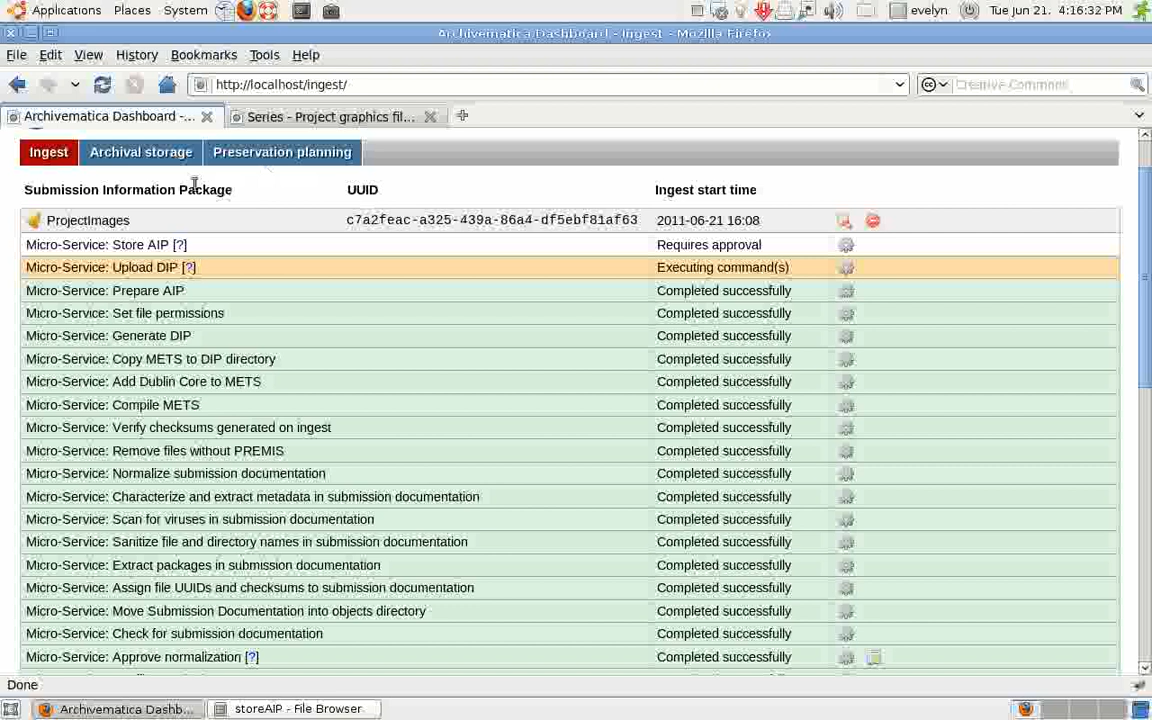 Applications Places System evelyn Tue Jun 21, 4:16:32 PM
Archivematica Dashboard - Ingest - Mozilla Firefox
File Edit View History Bookmarks Tools Help
http://localhost/ingest/ Creative Commons
Archivematica Dashboard -... Series - Project graphics fil...
Ingest Archival storage Preservation planning
Submission Information Package UUID Ingest start time
ProjectImages c7a2feac-a325-439a-86a4-df5ebf81af63 2011-06-21 16:08
Micro-Service: Store AIP [?] Requires approval
Micro-Service: Upload DIP [?] Executing command(s)
Micro-Service: Prepare AIP Completed successfully
Micro-Service: Set file permissions Completed successfully
Micro-Service: Generate DIP Completed successfully
Micro-Service: Copy METS to DIP directory Completed successfully
Micro-Service: Add Dublin Core to METS Completed successfully
Micro-Service: Compile METS Completed successfully
Micro-Service: Verify checksums generated on ingest Completed successfully
Micro-Service: Remove files without PREMIS Completed successfully
Micro-Service: Normalize submission documentation Completed successfully
Micro-Service: Characterize and extract metadata in submission documentation Completed successfully
Micro-Service: Scan for viruses in submission documentation Completed successfully
Micro-Service: Sanitize file and directory names in submission documentation Completed successfully
Micro-Service: Extract packages in submission documentation Completed successfully
Micro-Service: Assign file UUIDs and checksums to submission documentation Completed successfully
Micro-Service: Move Submission Documentation into objects directory Completed successfully
Micro-Service: Check for submission documentation Completed successfully
Micro-Service: Approve normalization [?] Completed successfully
Done
Archivematica Dashb... storeAIP - File Browser